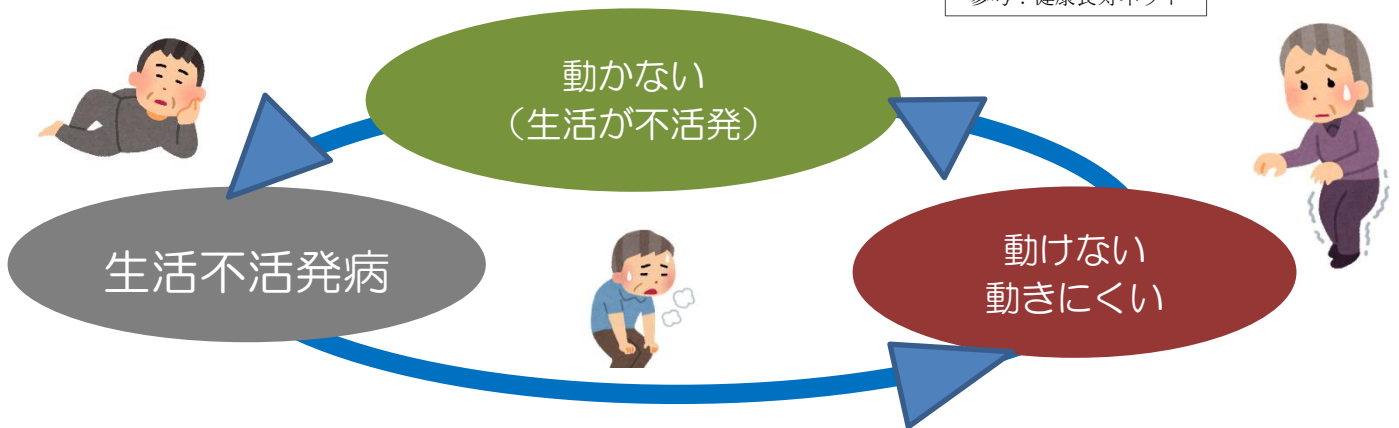 動かない
（生活が不活発）
生活不活発病
動けない
動きにくい